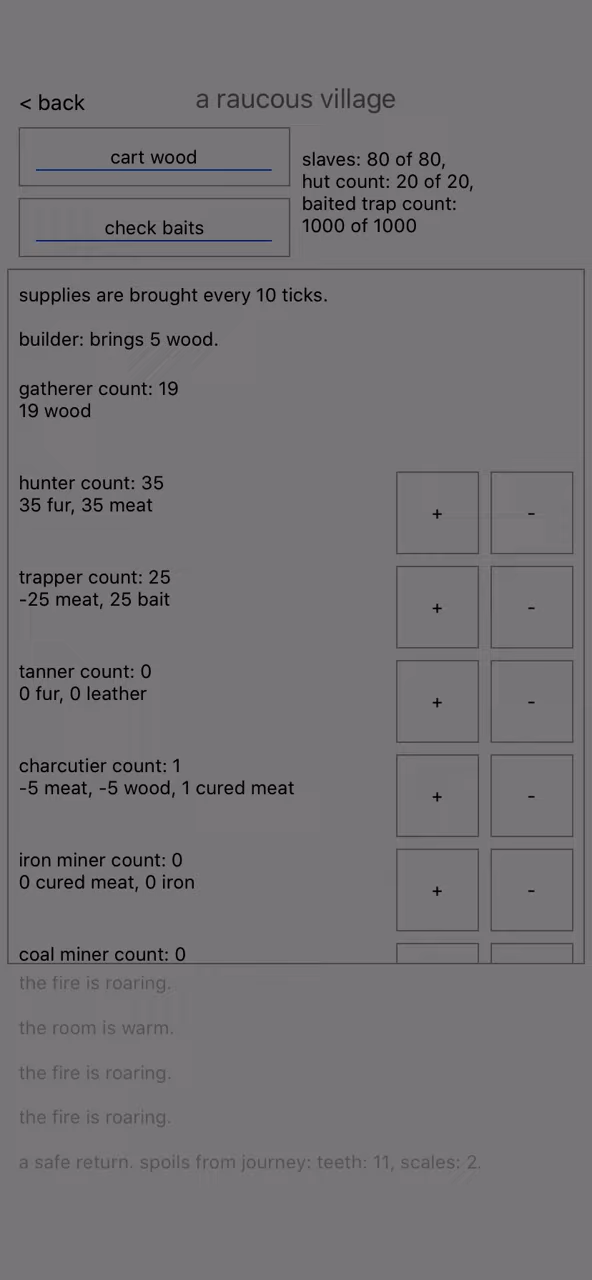 < back
a raucous village
cart wood
check baits
slaves: 80 of 80,
hut count: 20 of 20,
baited trap count:
1000 of 1000
supplies are brought every 10 ticks.
builder: brings 5 wood.
gatherer count: 19
19 wood
hunter count: 35
35 fur, 35 meat
+
-
trapper count: 25
-25 meat, 25 bait
+
-
tanner count: 0
0 fur, 0 leather
+
-
charcutier count: 1
-5 meat, -5 wood, 1 cured meat
+
-
iron miner count: 0
0 cured meat, 0 iron
+
-
coal miner count: 0
the fire is roaring.
the room is warm.
the fire is roaring.
the fire is roaring.
a safe return. spoils from journey: teeth: 11, scales: 2.